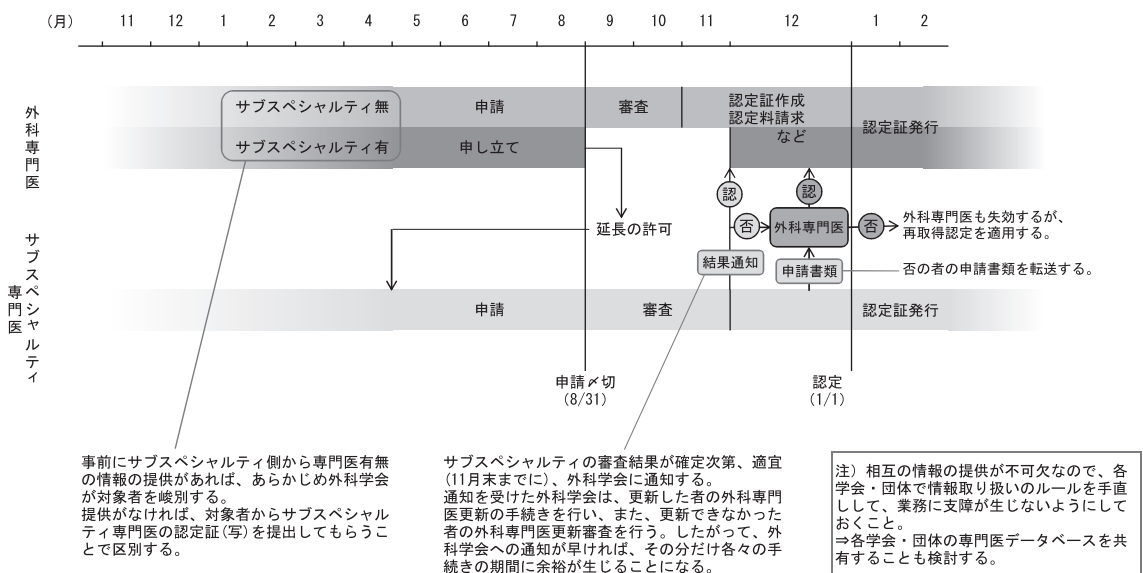 (月) 11 12 1 2 3 4 5 6 7 8 9 10 11 12 1 2
外科専門医
サブスペシャルティ無
申請
審査
認定証作成
認定料請求
など
認定証発行
サブスペシャルティ有
申し立て
延長の許可
認
認
否
外科専門医
否
外科専門医も失効するが、
再取得認定を適用する。
結果通知
申請書類
否の者の申請書類を転送する。
サブスペシャルティ
専門医
申請
審査
認定証発行
申請〆切
(8/31)
認定
(1/1)
事前にサブスペシャルティ側から専門医有無
の情報の提供があれば、あらかじめ外科学会
が対象者を峻別する。
提供がなければ、対象者からサブスペシャル
ティ専門医の認定証(写)を提出してもらうこ
とで区別する。
サブスペシャルティの審査結果が確定次第、適宜
(11月末までに)、外科学会に通知する。
通知を受けた外科学会は、更新した者の外科専門
医更新の手続きを行い、また、更新できなかった
者の外科専門医更新審査を行う。したがって、外
科学会への通知が早ければ、その分だけ各々の手
続きの期間に余裕が生じることになる。
注）相互の情報の提供が不可欠なので、各
学会・団体で情報取り扱いのルールを手直
しして、業務に支障が生じないようにして
おくこと。
⇒各学会・団体の専門医データベースを共
有することも検討する。